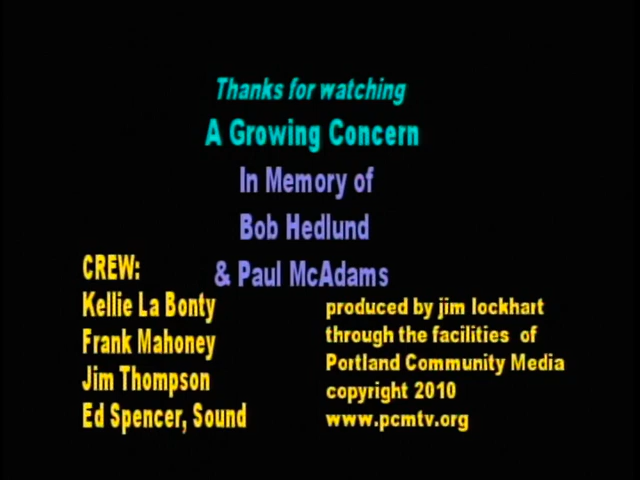 Thanks for watching
A Growing Concern
In Memory of
Bob Hedlund
& Paul McAdams
CREW:
Kellie La Bonty
Frank Mahoney
Jim Thompson
Ed Spencer, Sound
produced by jim lockhart
through the facilities of
Portland Community Media
copyright 2010
www.pcmtv.org